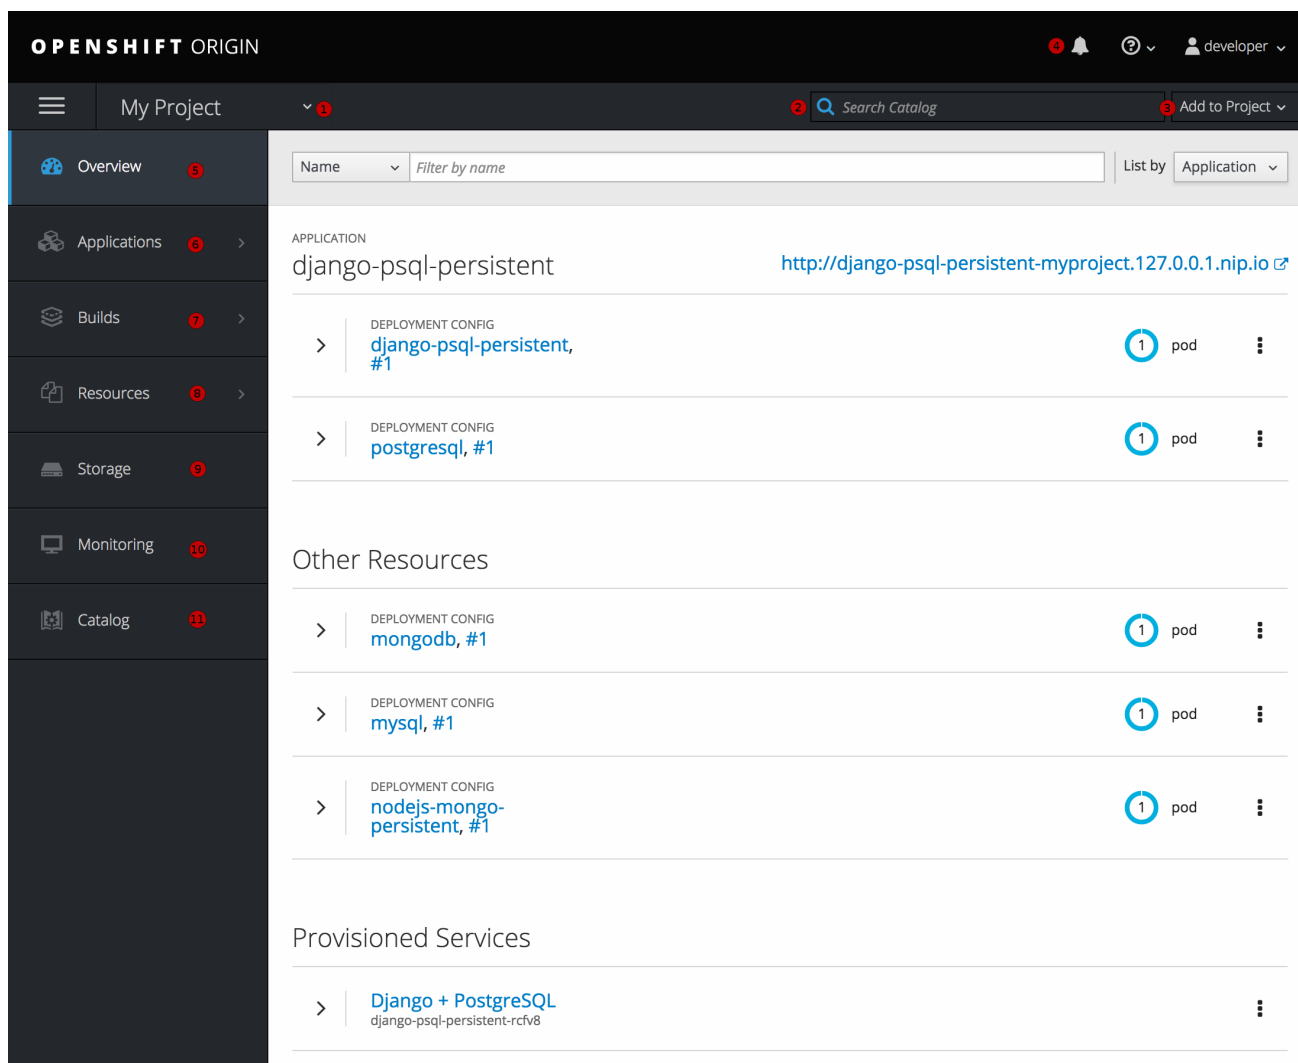 OPENSHIFT ORIGIN
4
developer
My Project
1
2
Search Catalog
3
Add to Project
Overview
5
Name
Filter by name
List by
Application
Applications
6
APPLICATION
django-psql-persistent
http://django-psql-persistent-myproject.127.0.0.1.nip.io
Builds
7
DEPLOYMENT CONFIG
django-psql-persistent,
#1
1
pod
Resources
8
DEPLOYMENT CONFIG
postgresql, #1
1
pod
Storage
9
Monitoring
10
Other Resources
Catalog
11
DEPLOYMENT CONFIG
mongodb, #1
1
pod
DEPLOYMENT CONFIG
mysql, #1
1
pod
DEPLOYMENT CONFIG
nodejs-mongo-
persistent, #1
1
pod
Provisioned Services
Django + PostgreSQL
django-psql-persistent-rcfv8